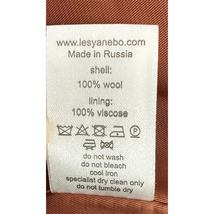 www.lesyanebo.com
Made in Russia
shell:
100% wool
lining:
100% viscose
do not wash
do not bleach
cool iron
specialist dry clean only
do not tumble dry